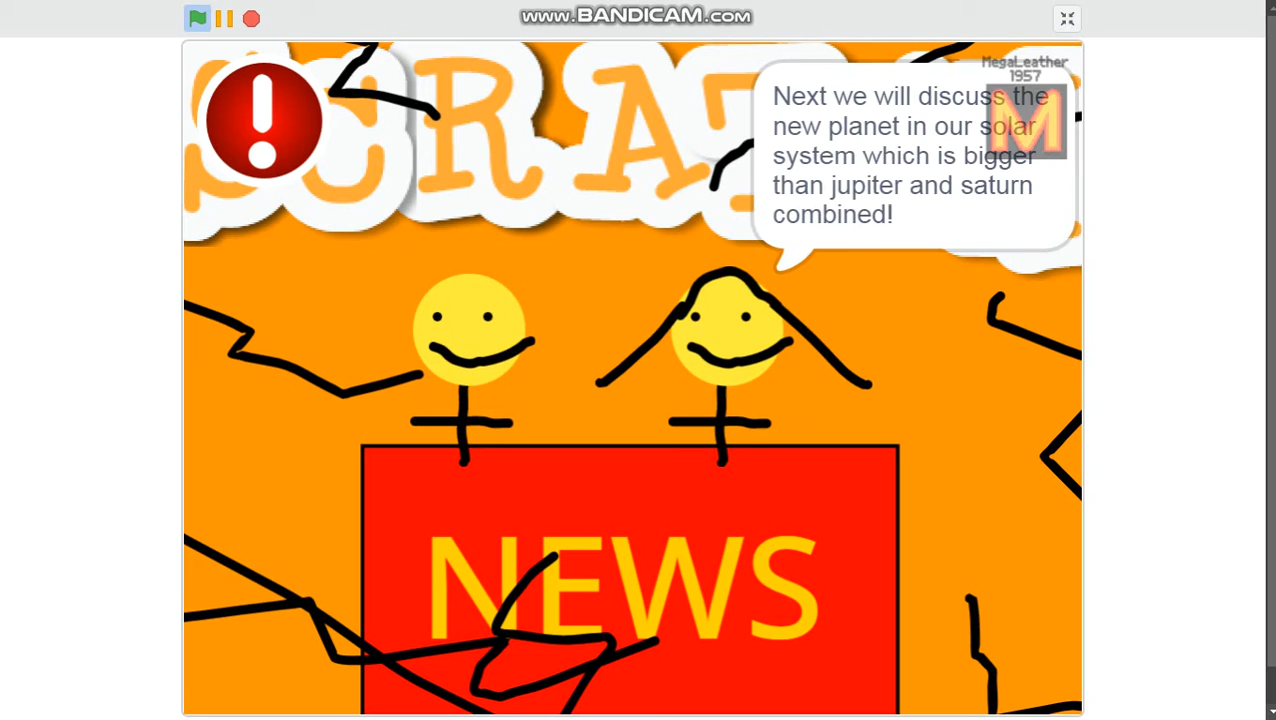 www.BANDICAM.com
SCRAT
MegaLeather
1957
M
Next we will discuss the
new planet in our solar
system which is bigger
than jupiter and saturn
combined!
NEWS